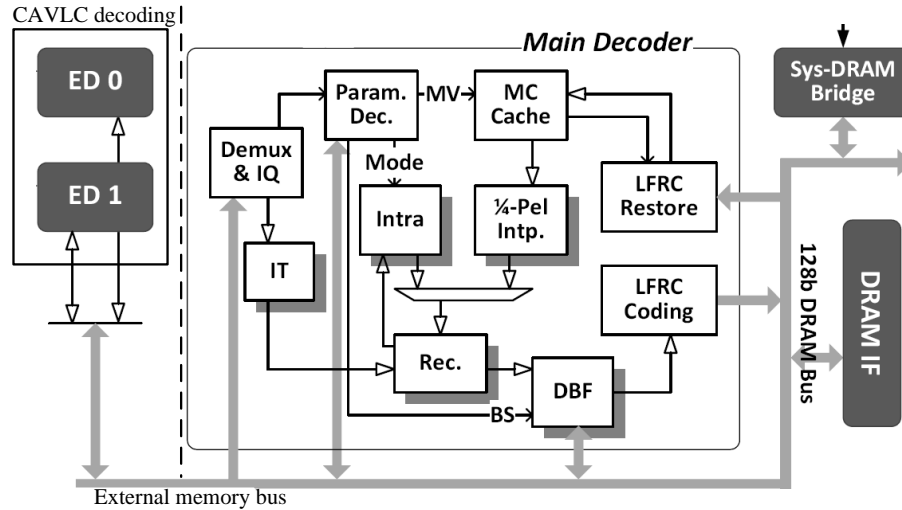 CAVLC decoding
ED 0
ED 1
Main Decoder
Param.
Dec.
MV
MC
Cache
Sys-DRAM
Bridge
Demux
& IQ
Mode
LFRC
Restore
Intra
¼-Pel
Intp.
IT
LFRC
Coding
128b DRAM Bus
DRAM IF
Rec.
DBF
BS
External memory bus